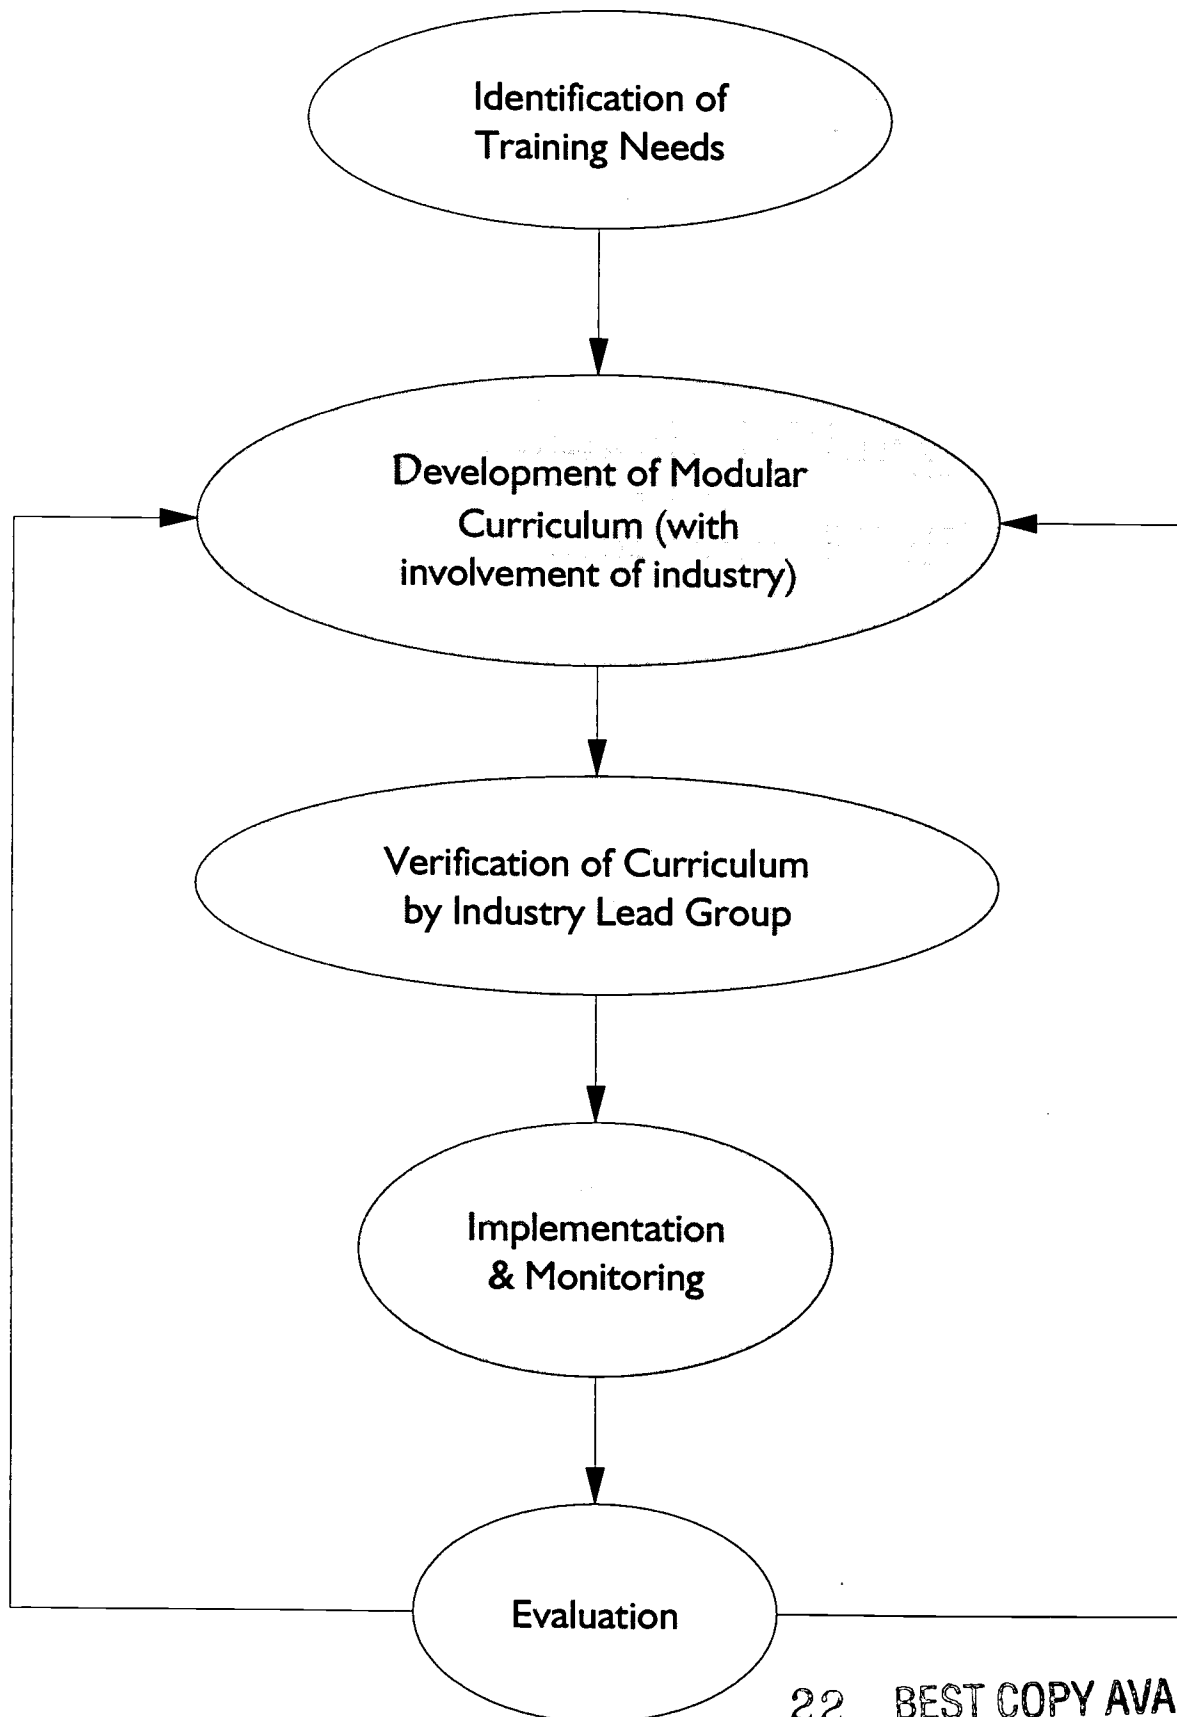 Identification of
Training Needs
Development of Modular
Curriculum (with
involvement of industry)
Verification of Curriculum
by Industry Lead Group
Implementation
& Monitoring
Evaluation
22 BEST COPY AVA